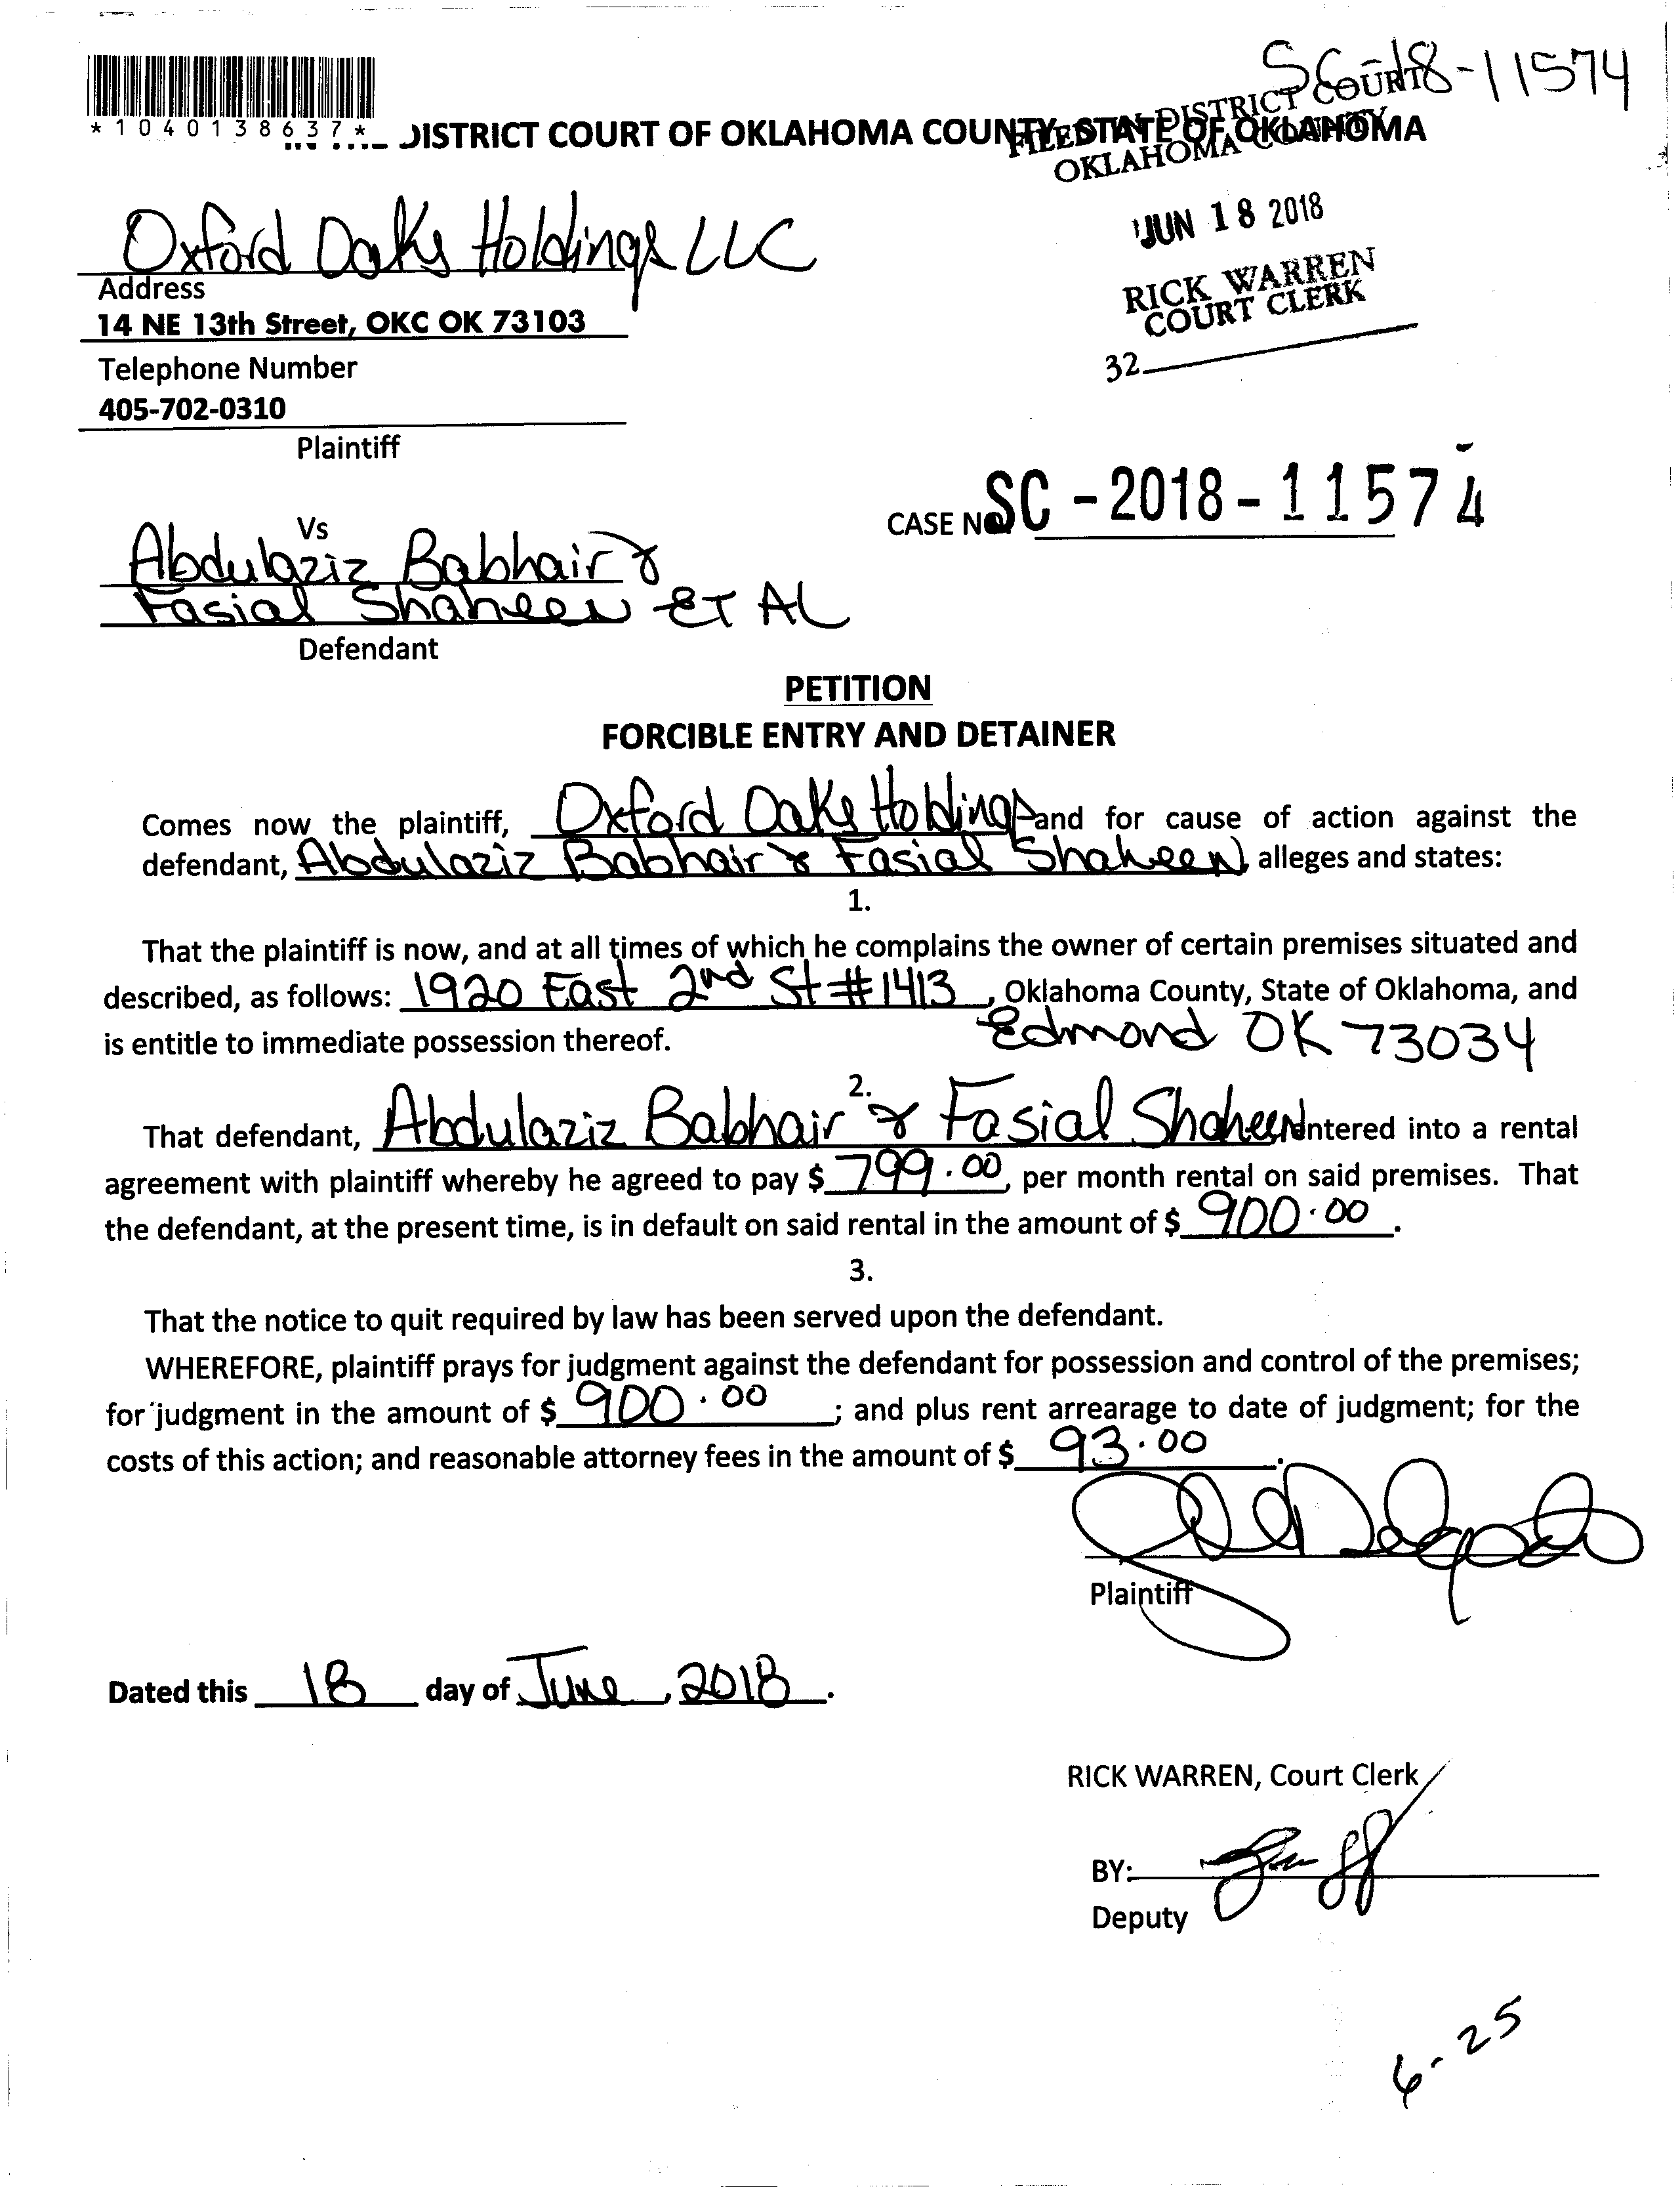 SC-18-11574
*1040138637*
DISTRICT COURT OF OKLAHOMA COUNTY, STATE OF OKLAHOMA
FILED IN DISTRICT COURT
OKLAHOMA COUNTY
JUN 18 2018
RICK WARREN
COURT CLERK
32
Oxford Oaks Holdings LLC
Address
14 NE 13th Street, OKC OK 73103
Telephone Number
405-702-0310
Plaintiff
CASE NO. SC-2018-11574
Vs
Abdulaziz Babhair &
Fasial Shaheen ET AL
Defendant
PETITION
FORCIBLE ENTRY AND DETAINER
Comes now the plaintiff, Oxford Oaks Holdings and for cause of action against the
defendant, Abdulaziz Babhair & Fasial Shaheen alleges and states:
1.
That the plaintiff is now, and at all times of which he complains the owner of certain premises situated and
described, as follows: 1920 East 2nd St #1413, Oklahoma County, State of Oklahoma, and
is entitle to immediate possession thereof. Edmond OK 73034
2.
That defendant, Abdulaziz Babhair & Fasial Shaheen entered into a rental
agreement with plaintiff whereby he agreed to pay $ 799.00, per month rental on said premises. That
the defendant, at the present time, is in default on said rental in the amount of $ 900.00.
3.
That the notice to quit required by law has been served upon the defendant.
WHEREFORE, plaintiff prays for judgment against the defendant for possession and control of the premises;
for judgment in the amount of $ 900.00; and plus rent arrearage to date of judgment; for the
costs of this action; and reasonable attorney fees in the amount of $ 93.00.
Plaintiff
Dated this 18 day of June, 2018.
RICK WARREN, Court Clerk
BY:
Deputy
6-25